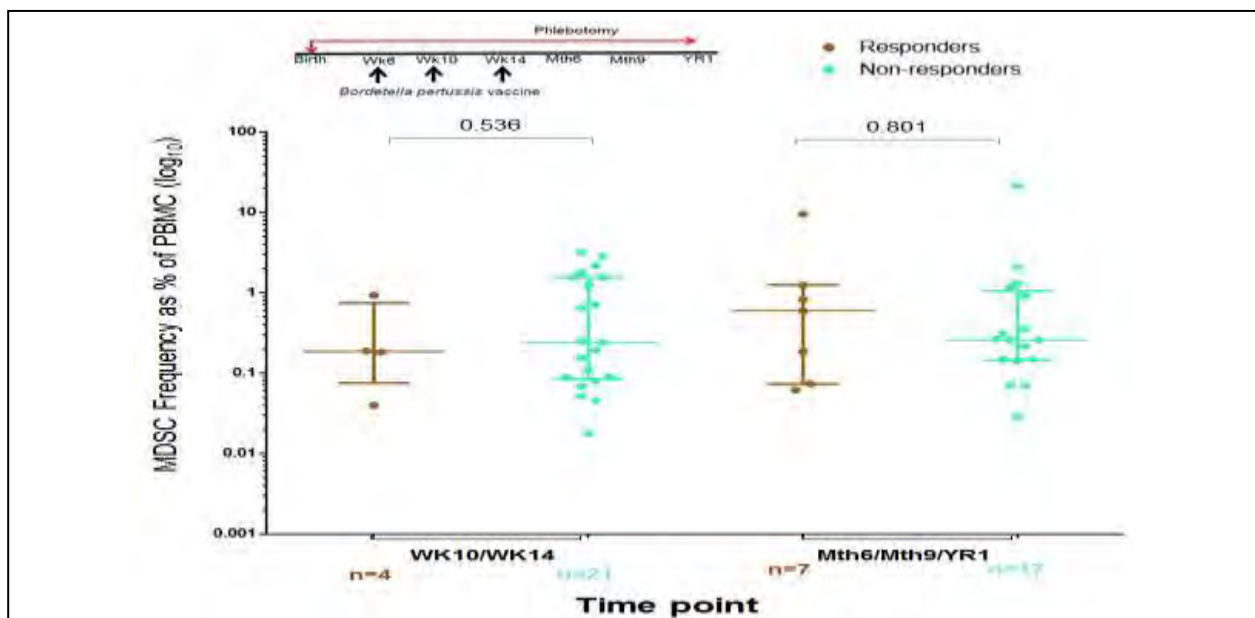 Phlebotomy
Birth Wk6 Wk10 Wk14 Mth6 Mth9 YR1
Bordetella pertussis vaccine
Responders
Non-responders
0.536 0.801
MDSC Frequency as % of PBMC (log10)
100
10
1
0.1
0.01
0.001
WK10/WK14 Mth6/Mth9/YR1
n=4 n=21 n=7 n=17
Time point